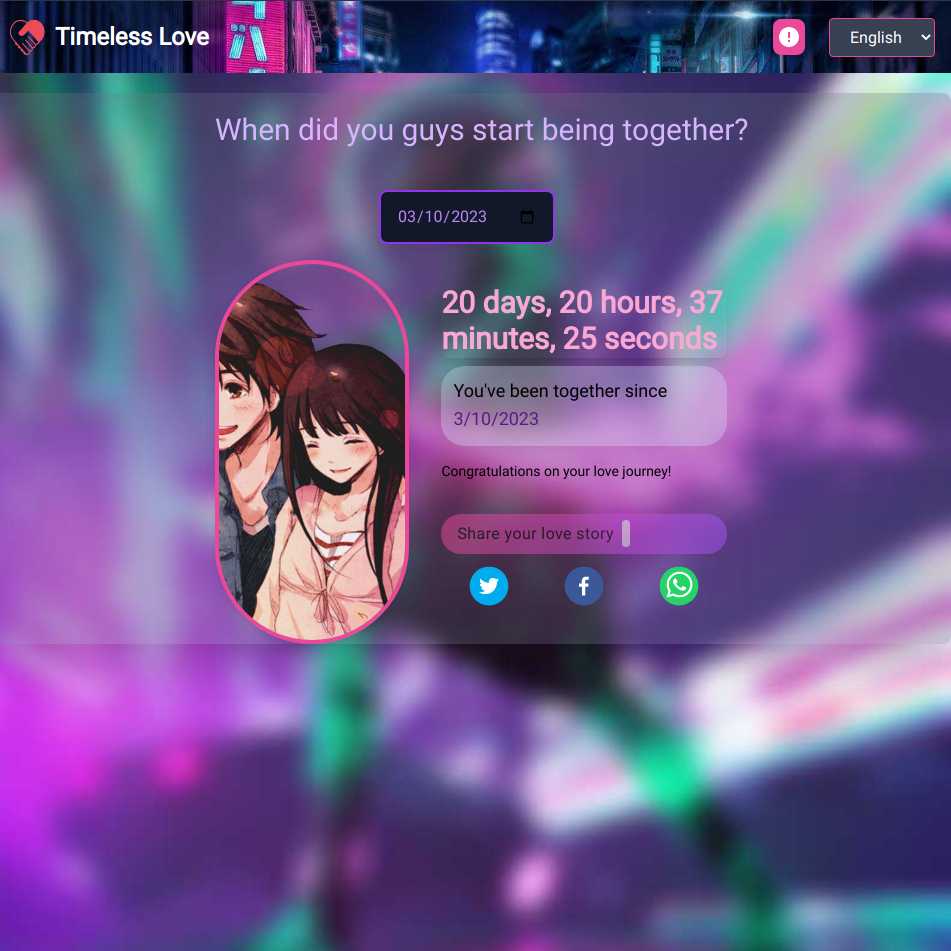 Timeless Love
English
When did you guys start being together?
03/10/2023
20 days, 20 hours, 37
minutes, 25 seconds
You've been together since
3/10/2023
Congratulations on your love journey!
Share your love story